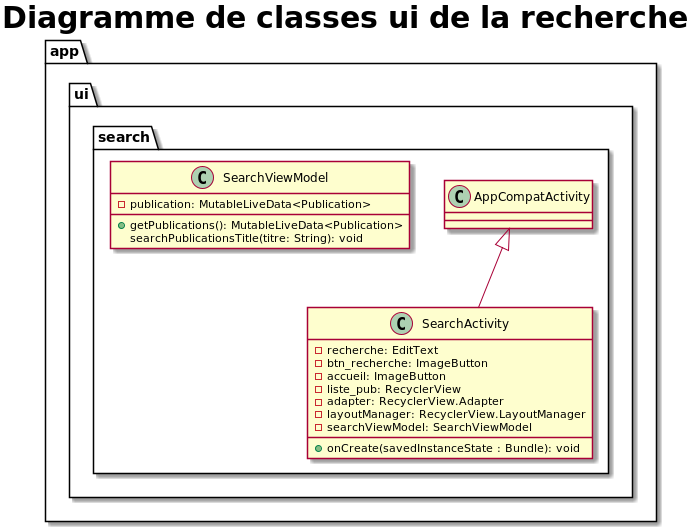 Diagramme de classes ui de la recherche
app
ui
search
C SearchViewModel
publication: MutableLiveData<Publication>
getPublications(): MutableLiveData<Publication>
searchPublicationsTitle(titre: String): void
C AppCompatActivity
C SearchActivity
recherche: EditText
btn_recherche: ImageButton
accueil: ImageButton
liste_pub: RecyclerView
adapter: RecyclerView.Adapter
layoutManager: RecyclerView.LayoutManager
searchViewModel: SearchViewModel
onCreate(savedInstanceState : Bundle): void